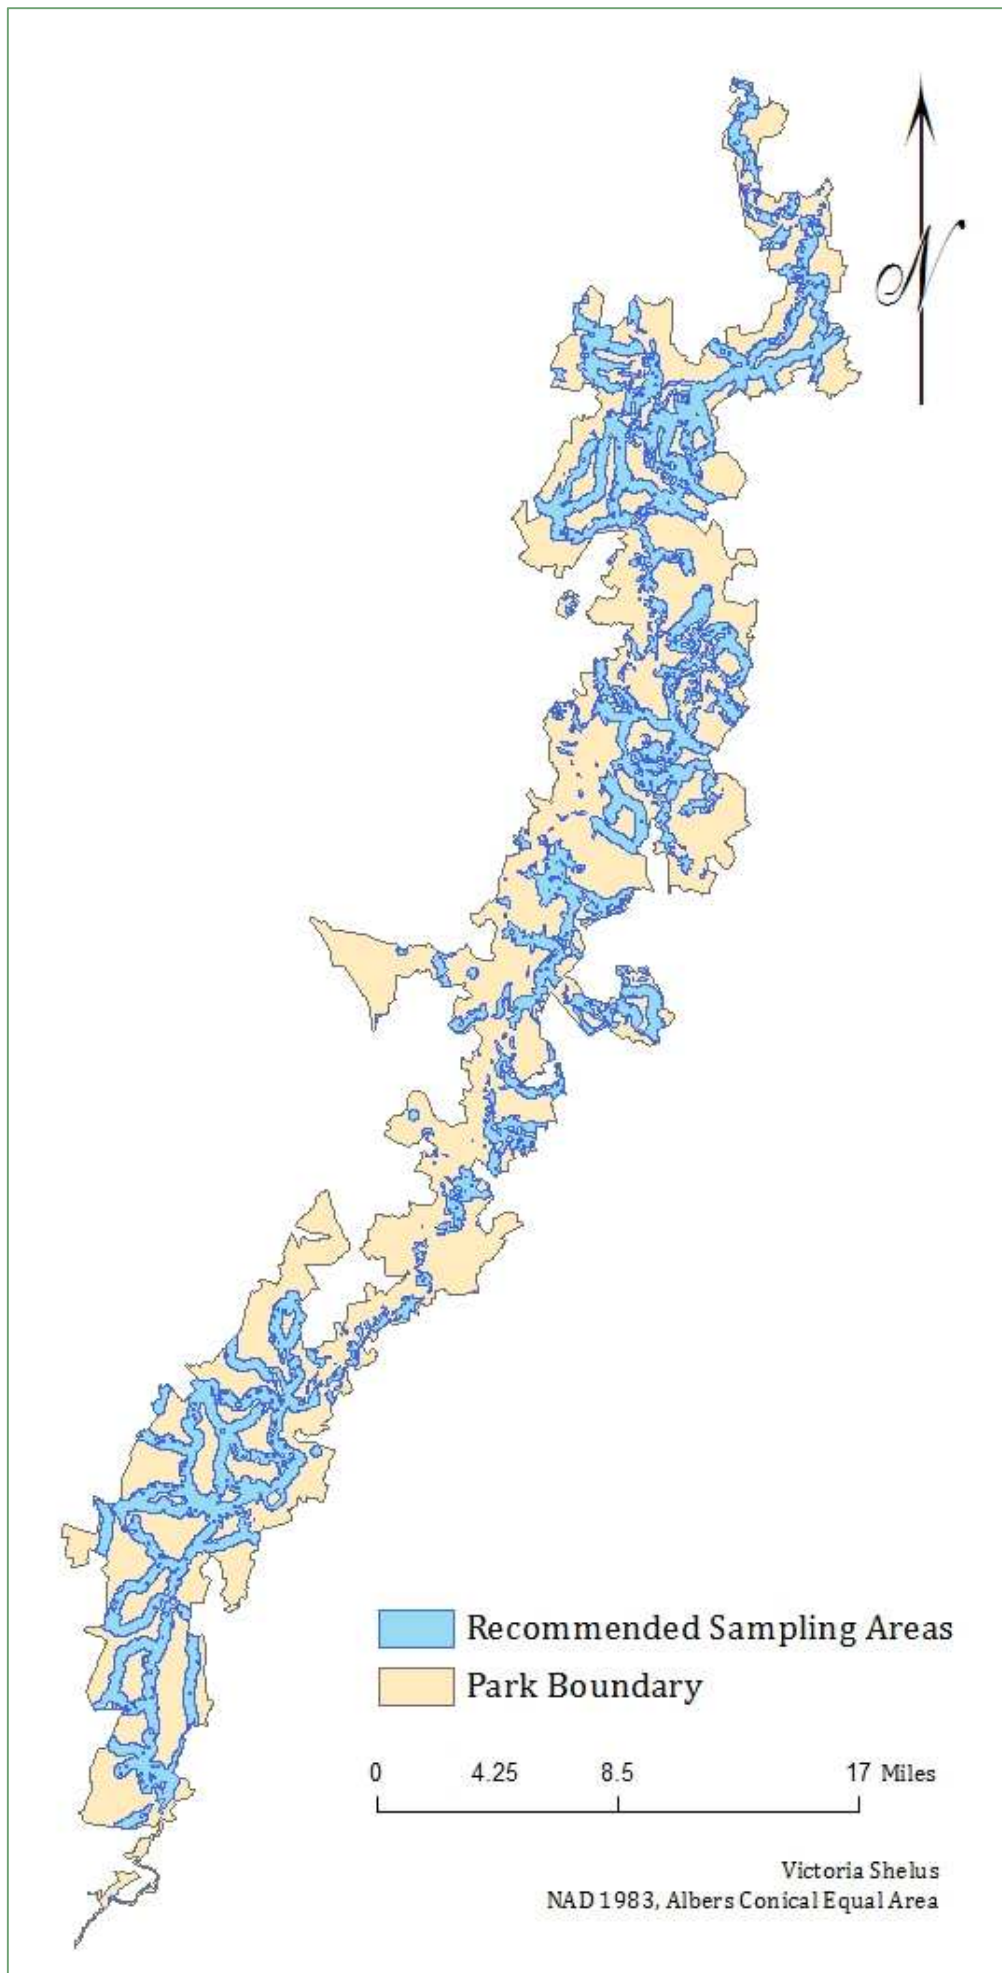 N
Recommended Sampling Areas
Park Boundary
0 4.25 8.5 17 Miles
Victoria Shelus
NAD 1983, Albers Conical Equal Area